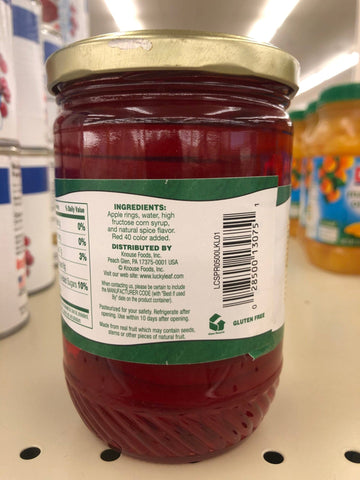 % Daily Value
0%
0%
3%
Sugars 10%
INGREDIENTS:
Apple rings, water, high
fructose corn syrup,
and natural spice flavor.
Red 40 color added.
DISTRIBUTED BY
Knouse Foods, Inc.
Peach Glen, PA 17375-0001 USA
© Knouse Foods, Inc.
Visit our web site: www.luckyleaf.com
When contacting us, please be certain to include
the MANUFACTURER CODE (with "Best if used
By" date on the product container).
Pasteurized for your safety. Refrigerate after
opening. Use within 10 days after opening.
Made from real fruit which may contain seeds,
stems or other pieces of natural fruit.
LCSPR0500LKL01
0 28500 13075 1
GLUTEN FREE